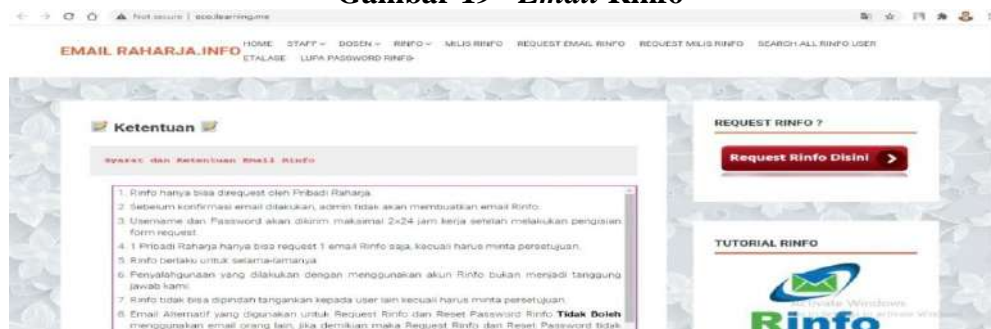 Gambar 19 Email Rinfo
Not secure | eco.learning.me
EMAIL RAHARJA.INFO
HOME STAFF DOSEN RINFO MILIS RINFO REQUEST EMAIL RINFO REQUEST MILIS RINFO SEARCH ALL RINFO USER
ETALASE LUPA PASSWORD RINFO
Ketentuan
Syarat dan Ketentuan Email Rinfo
1. Rinfo hanya bisa direquest oleh Pribadi Raharja.
2. Sebelum konfirmasi email dilakukan, admin tidak akan membuatkan email Rinfo.
3. Username dan Password akan dikirim maksimal 2x24 jam kerja setelah melakukan pengisian
form request.
4. 1 Pribadi Raharja hanya bisa request 1 email Rinfo saja, kecuali harus minta persetujuan.
5. Rinfo berlaku untuk selama-lamanya
6. Penyalahgunaan yang dilakukan dengan menggunakan akun Rinfo bukan menjadi tanggung
jawab kami.
7. Rinfo tidak bisa dipindah tangankan kepada user lain kecuali harus minta persetujuan.
8. Email Alternatif yang digunakan untuk Request Rinfo dan Reset Password Rinfo Tidak Boleh
menggunakan email orang lain, jika demikian maka Request Rinfo dan Reset Password tidak
REQUEST RINFO ?
Request Rinfo Disini
TUTORIAL RINFO
Activate Windows
Rinfo